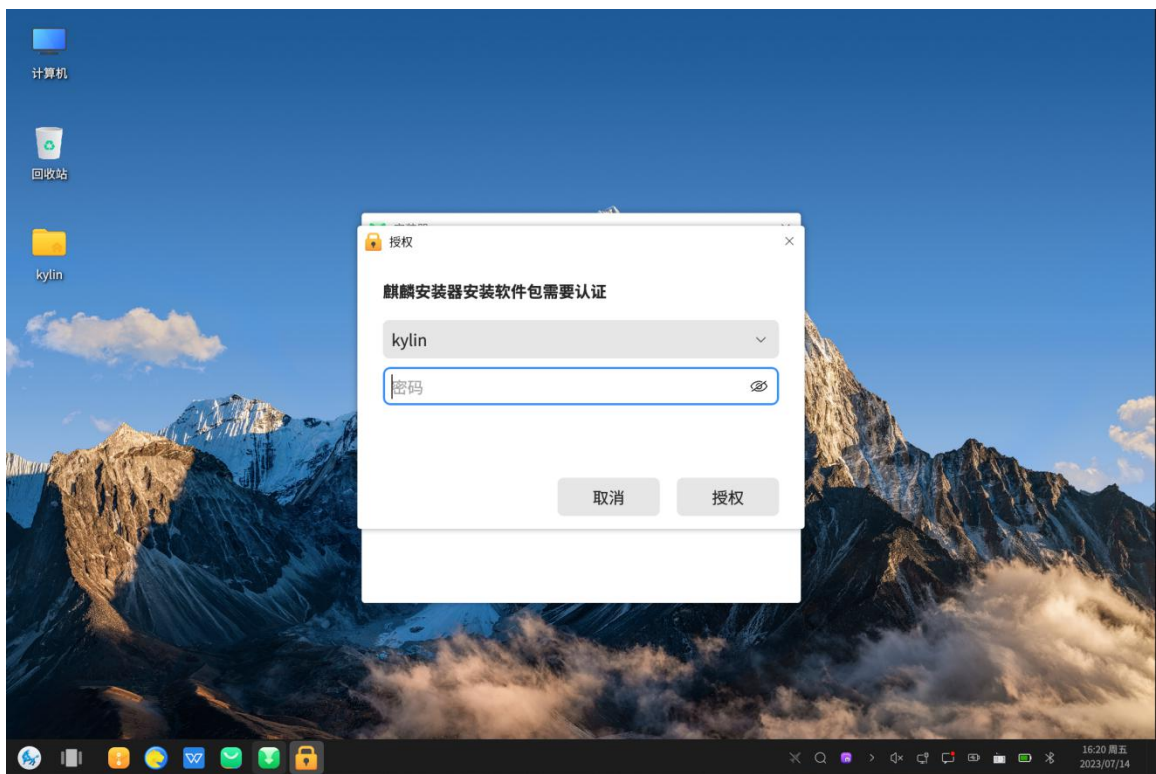 计算机
回收站
kylin
授权
麒麟安装器安装软件包需要认证
kylin
密码
取消
授权
16:20 周五
2023/07/14